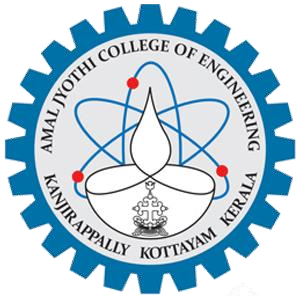 AMAL JYOTHI COLLEGE OF ENGINEERING
KANJIRAPPALLY KOTTAYAM KERALA